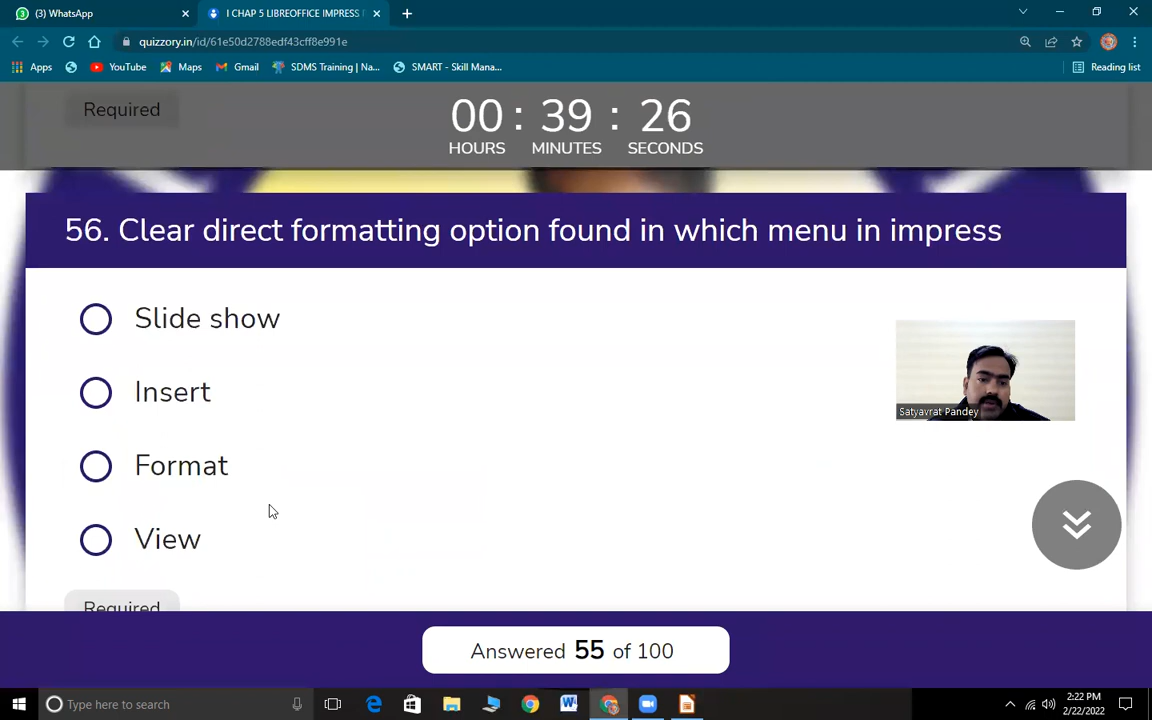 (3) WhatsApp
I CHAP 5 LIBREOFFICE IMPRESS
quizzory.in/id/61e50d2788edf43cff8e991e
Apps YouTube Maps Gmail SDMS Training | Na... SMART - Skill Mana... Reading list
Required
00 : 39 : 26
HOURS MINUTES SECONDS
56. Clear direct formatting option found in which menu in impress
Slide show
Insert
Format
View
Satyavrat Pandey
Required
Answered 55 of 100
Type here to search
2:22 PM
2/22/2022